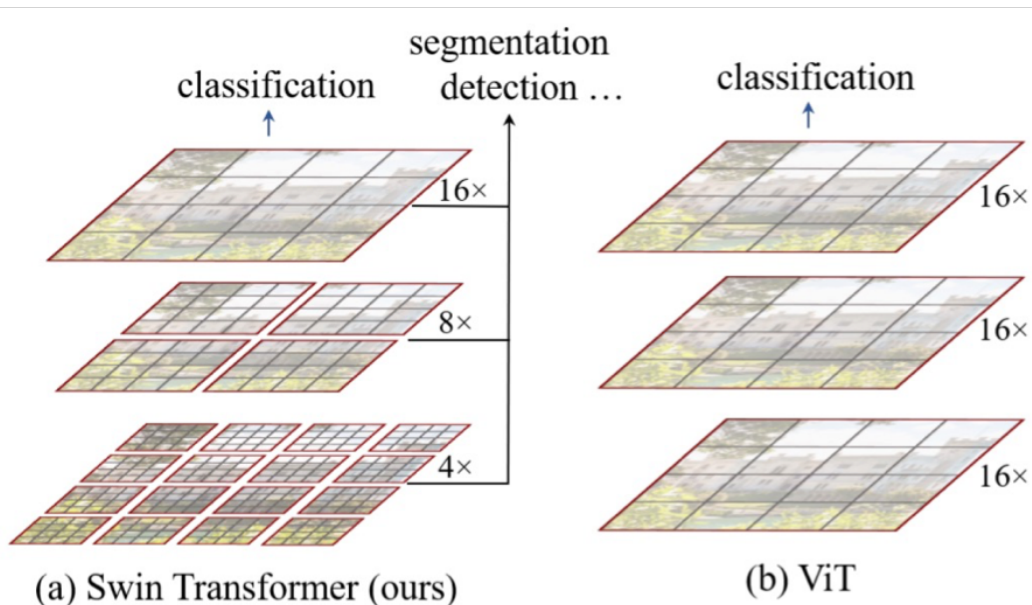 segmentation
detection ...
classification
16×
8×
4×
(a) Swin Transformer (ours)
classification
16×
16×
16×
(b) ViT